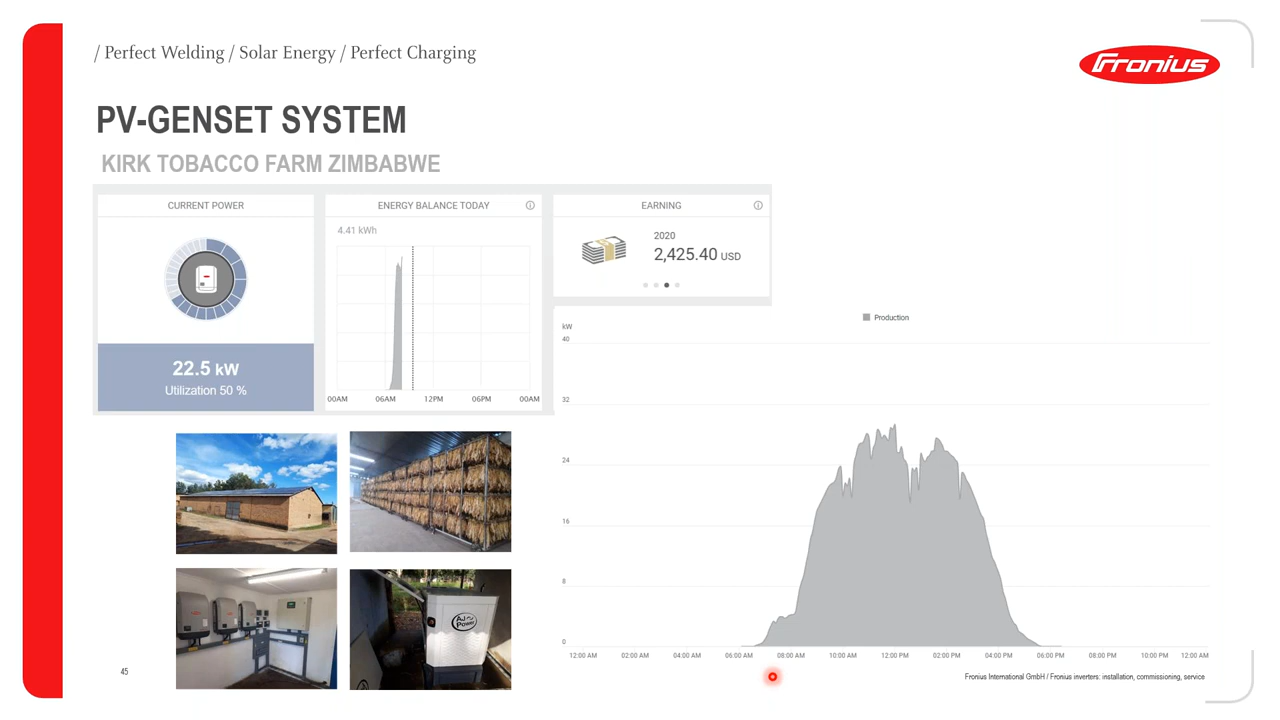 / Perfect Welding / Solar Energy / Perfect Charging
Fronius
PV-GENSET SYSTEM
KIRK TOBACCO FARM ZIMBABWE
CURRENT POWER
22.5 kW
Utilization 50 %
ENERGY BALANCE TODAY
4.41 kWh
00AM 06AM 12PM 06PM 00AM
EARNING
2020
2,425.40 USD
Production
kW
40
32
24
16
8
0
12:00 AM 02:00 AM 04:00 AM 06:00 AM 08:00 AM 10:00 AM 12:00 PM 02:00 PM 04:00 PM 06:00 PM 08:00 PM 10:00 PM 12:00 AM
AJ
Power
45
Fronius International GmbH / Fronius inverters: installation, commissioning, service